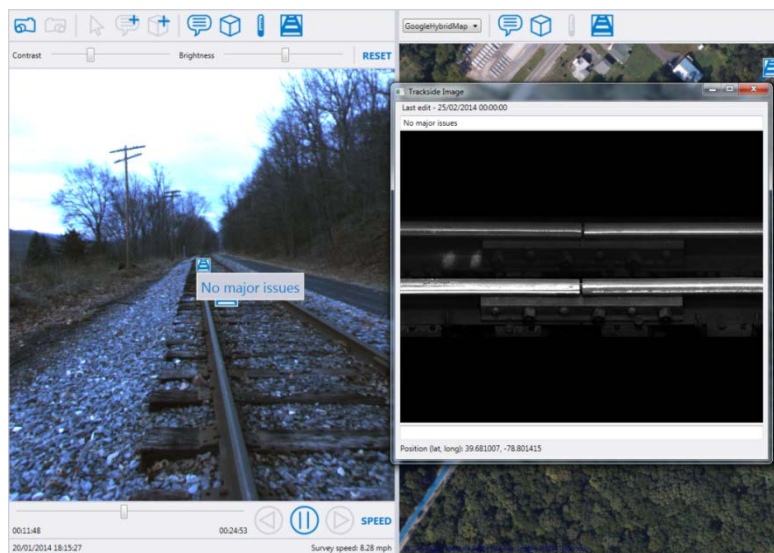 Contrast
Brightness
RESET
GoogleHybridMap
Trackside Image
Last edit - 25/02/2014 00:00:00
No major issues
No major issues
Position (lat, long): 39.681007, -78.801415
00:11:48
00:24:53
SPEED
20/01/2014 18:15:27
Survey speed: 8.28 mph